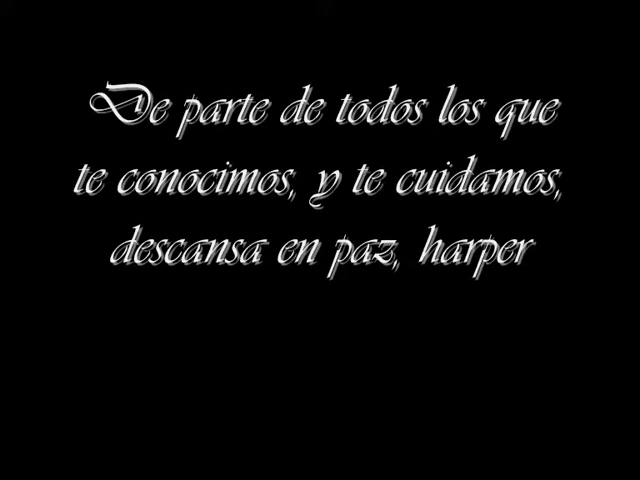 De parte de todos los que
te conocimos, y te cuidamos,
descansa en paz, harper